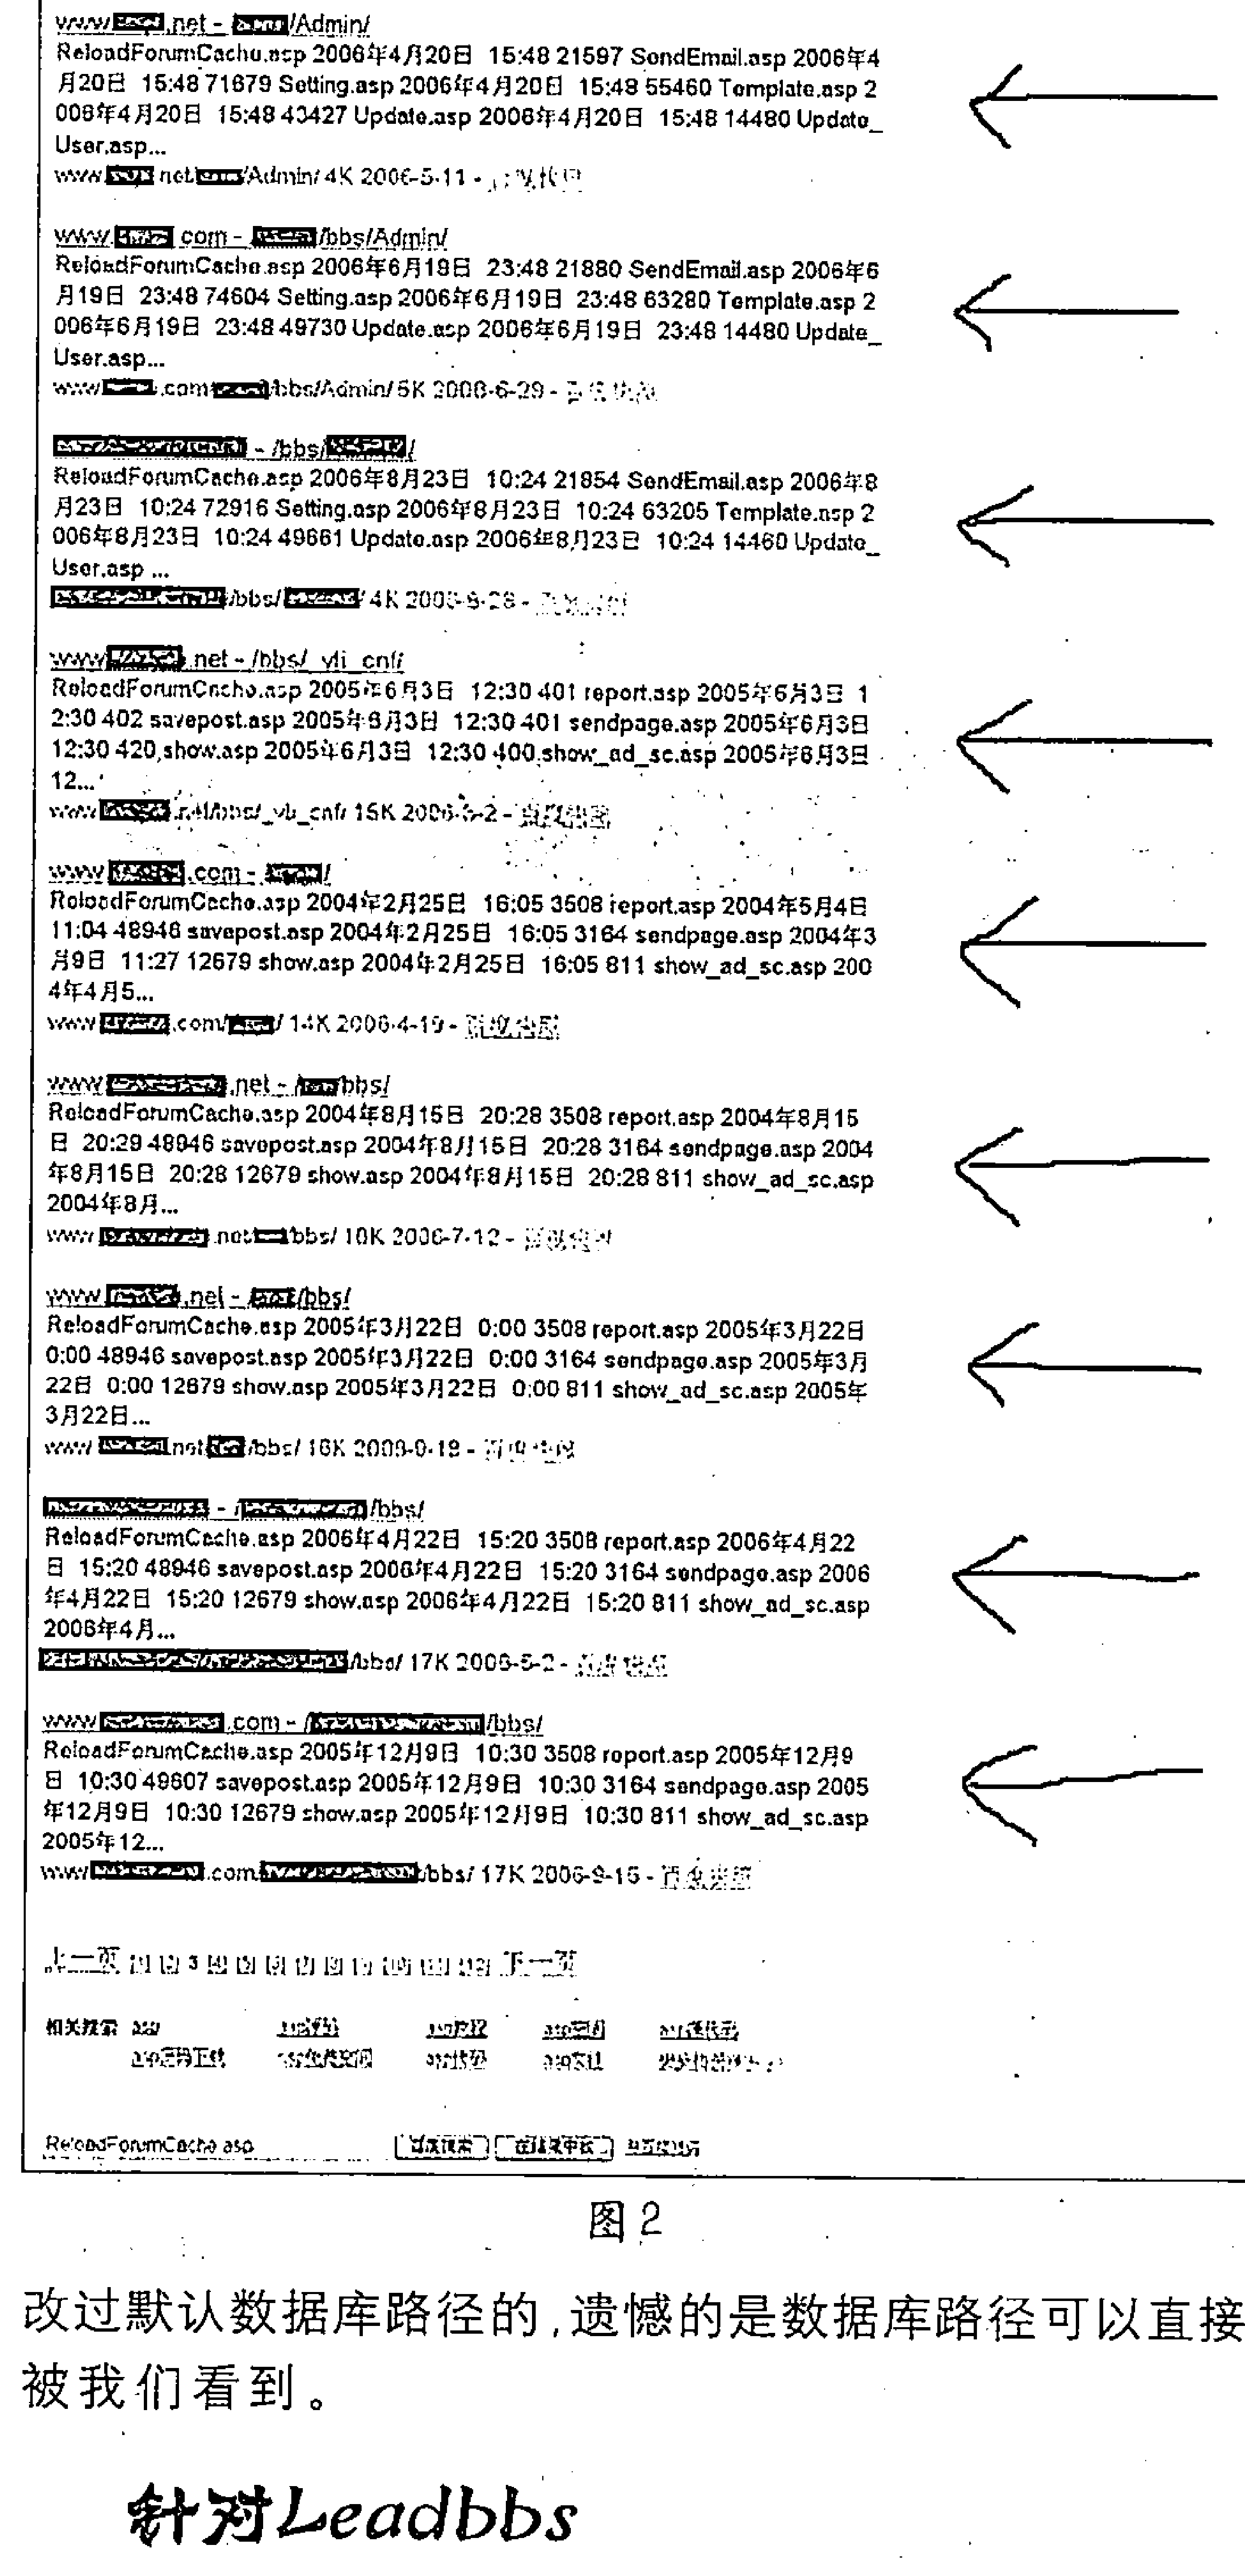 www. .net - /Admin/
ReloadForumCache.asp 2006年4月20日 15:48 21597 SendEmail.asp 2006年4
月20日 15:48 71679 Setting.asp 2006年4月20日 15:48 55460 Template.asp 2
006年4月20日 15:48 43427 Update.asp 2006年4月20日 15:48 14480 Update_
User.asp...
www. .net/ /Admin/ 4K 2006-5-11 -
www. .com - /bbs/Admin/
ReloadForumCache.asp 2006年6月19日 23:48 21880 SendEmail.asp 2006年6
月19日 23:48 74604 Setting.asp 2006年6月19日 23:48 63280 Template.asp 2
006年6月19日 23:48 49730 Update.asp 2006年6月19日 23:48 14480 Update_
User.asp...
www. .com/ /bbs/Admin/ 5K 2006-6-29 -
- /bbs/ /
ReloadForumCache.asp 2006年8月23日 10:24 21854 SendEmail.asp 2006年8
月23日 10:24 72916 Setting.asp 2006年8月23日 10:24 63205 Template.asp 2
006年8月23日 10:24 49661 Update.asp 2006年8月23日 10:24 14460 Update_
User.asp ...
/bbs/ / 4K
www. .net - /bbs/_vti_cnf/
ReloadForumCache.asp 2005年6月3日 12:30 401 report.asp 2005年6月3日 1
2:30 402 savepost.asp 2005年6月3日 12:30 401 sendpage.asp 2005年6月3日
12:30 420 show.asp 2005年6月3日 12:30 400 show_ad_sc.asp 2005年6月3日
12...
www. /bbs/_vti_cnf/ 15K
www. .com - / /
ReloadForumCache.asp 2004年2月25日 16:05 3508 report.asp 2004年5月4日
11:04 48946 savepost.asp 2004年2月25日 16:05 3164 sendpage.asp 2004年3
月9日 11:27 12679 show.asp 2004年2月25日 16:05 811 show_ad_sc.asp 200
4年4月5...
www. .com/ / 14K 2006-4-19 -
www. .net - / /bbs/
ReloadForumCache.asp 2004年8月15日 20:28 3508 report.asp 2004年8月15
日 20:29 48946 savepost.asp 2004年8月15日 20:28 3164 sendpage.asp 2004
年8月15日 20:28 12679 show.asp 2004年8月15日 20:28 811 show_ad_sc.asp
2004年8月...
www. .net/ /bbs/ 2006-7-12 -
www. .net - / /bbs/
ReloadForumCache.asp 2005年3月22日 0:00 3508 report.asp 2005年3月22日
0:00 48946 savepost.asp 2005年3月22日 0:00 3164 sendpage.asp 2005年3月
22日 0:00 12679 show.asp 2005年3月22日 0:00 811 show_ad_sc.asp 2005年
3月22日...
www. .net/ /bbs/ 16K
- / /bbs/
ReloadForumCache.asp 2006年4月22日 15:20 3508 report.asp 2006年4月22
日 15:20 48946 savepost.asp 2006年4月22日 15:20 3164 sendpage.asp 2006
年4月22日 15:20 12679 show.asp 2006年4月22日 15:20 811 show_ad_sc.asp
2006年4月...
/bbs/ 17K
www. .com - / /bbs/
ReloadForumCache.asp 2005年12月9日 10:30 3508 report.asp 2005年12月9
日 10:30 49607 savepost.asp 2005年12月9日 10:30 3164 sendpage.asp 2005
年12月9日 10:30 12679 show.asp 2005年12月9日 10:30 811 show_ad_sc.asp
2005年12...
www. .com/ /bbs/ 17K 2006-9-15 -
上一页 下一页
相关搜索 asp
ReloadForumCache.asp
图2
改过默认数据库路径的,遗憾的是数据库路径可以直接
被我们看到。
针对Leadbbs